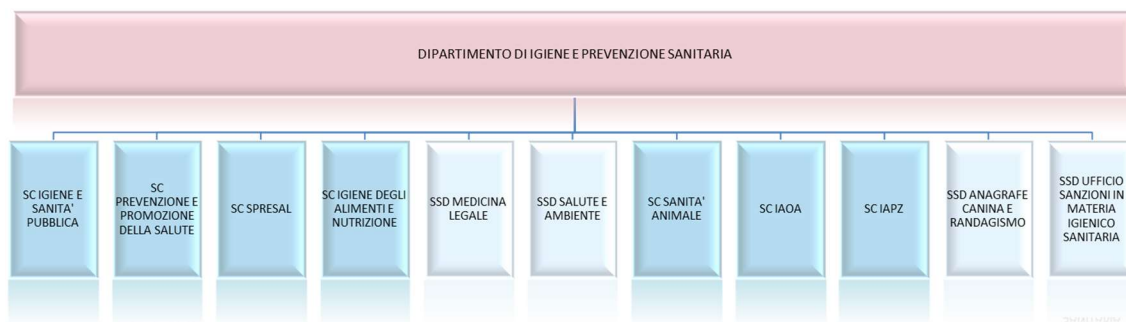 DIPARTIMENTO DI IGIENE E PREVENZIONE SANITARIA
SC IGIENE E
SANITA'
PUBBLICA
SC
PREVENZIONE E
PROMOZIONE
DELLA SALUTE
SC SPRESAL
SC IGIENE DEGLI
ALIMENTI E
NUTRIZIONE
SSD MEDICINA
LEGALE
SSD SALUTE E
AMBIENTE
SC SANITA'
ANIMALE
SC IAOA
SC IAPZ
SSD ANAGRAFE
CANINA E
RANDAGISMO
SSD UFFICIO
SANZIONI IN
MATERIA
IGIENICO
SANITARIA